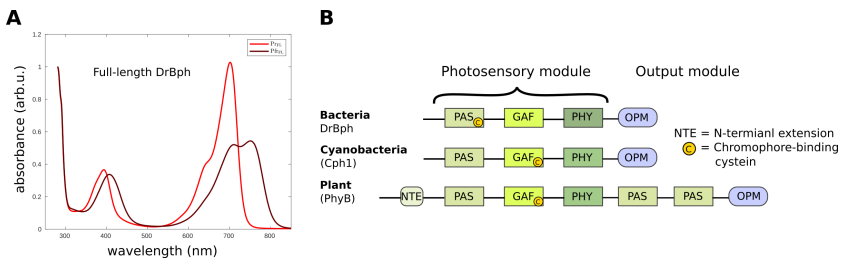 A
Full-length DrBph
Pr_FL
Pfr_FL
absorbance (arb.u.)
1.2
1
0.8
0.6
0.4
0.2
0
300
400
500
600
700
800
wavelength (nm)
B
Photosensory module
Output module
Bacteria
DrBph
PAS
C
GAF
PHY
OPM
Cyanobacteria
(Cph1)
PAS
GAF
C
PHY
OPM
Plant
(PhyB)
NTE
PAS
GAF
C
PHY
PAS
PAS
OPM
NTE = N-termianl extension
C = Chromophore-binding
cystein